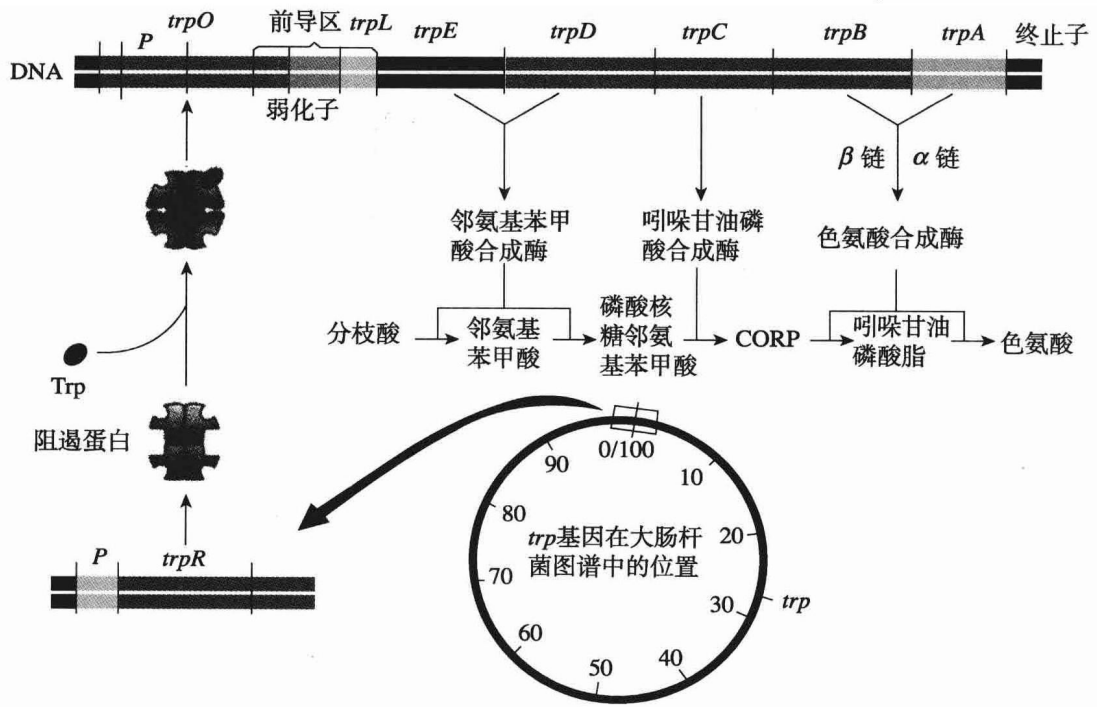 前导区 trpL
P trpO trpE trpD trpC trpB trpA 终止子
DNA
弱化子
β 链 α 链
邻氨基苯甲
酸合成酶
吲哚甘油磷
酸合成酶
色氨酸合成酶
分枝酸
邻氨基
苯甲酸
磷酸核
糖邻氨
基苯甲酸
CORP
吲哚甘油
磷酸脂
色氨酸
Trp
阻遏蛋白
P trpR
0/100
10
20
30
40
50
60
70
80
90
trp基因在大肠杆
菌图谱中的位置
trp